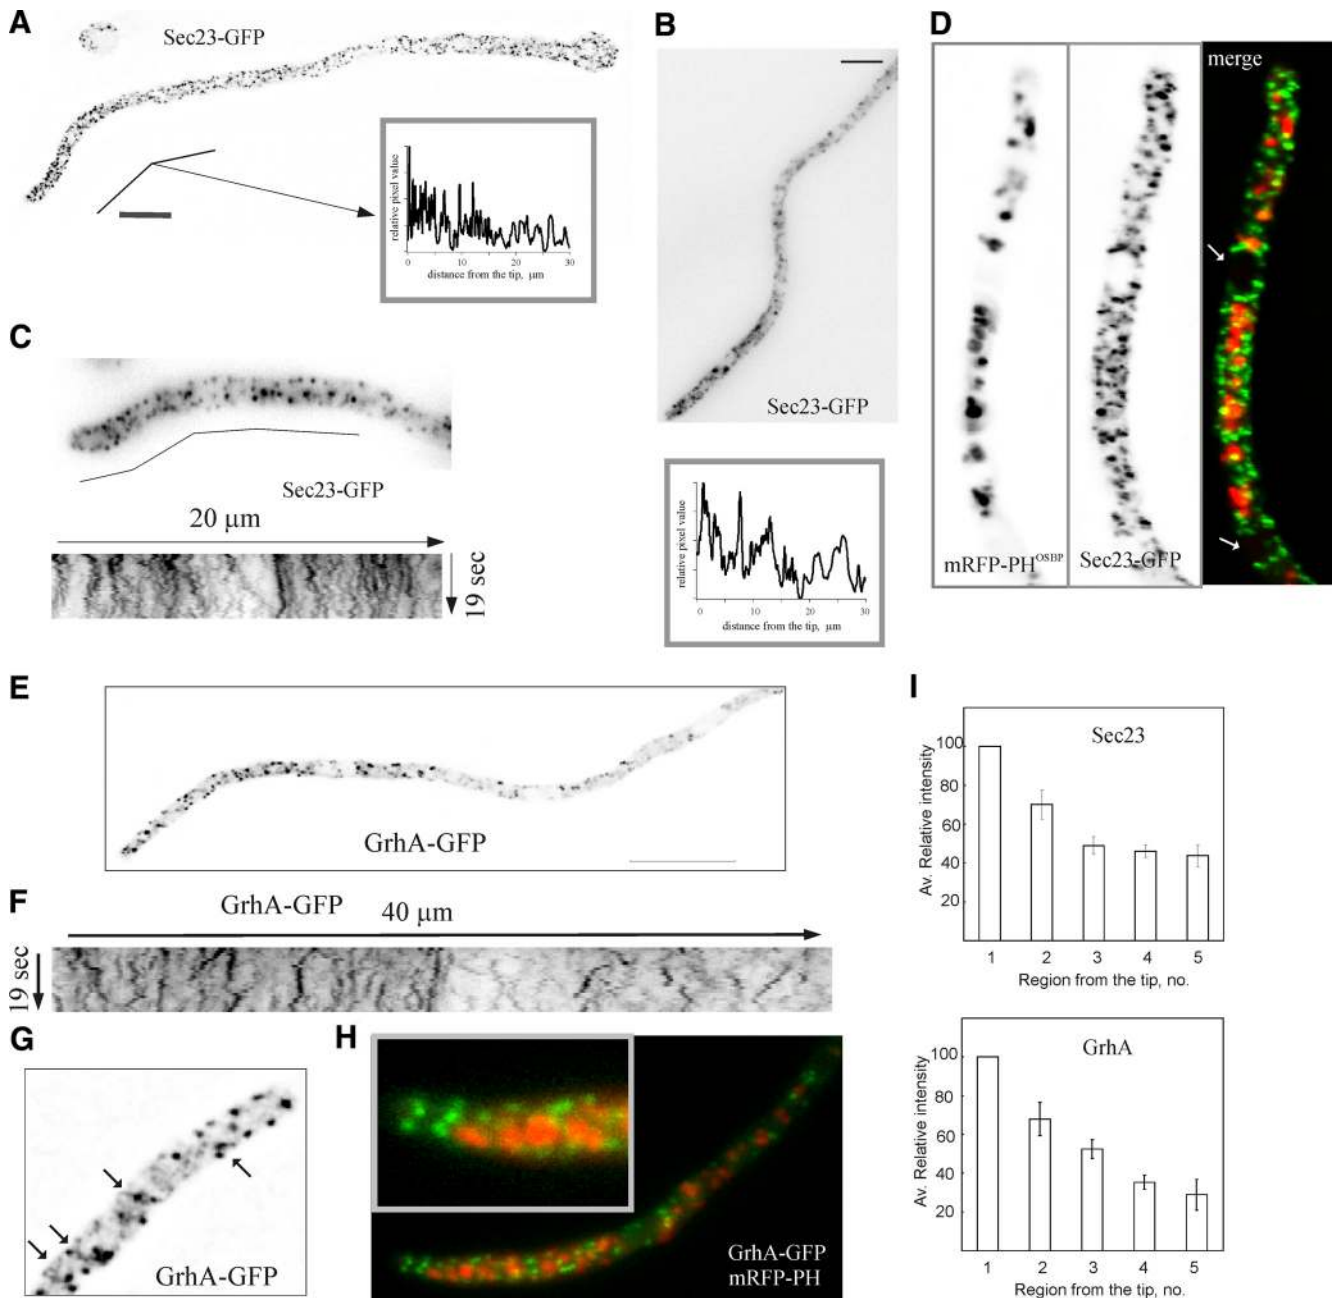 A
Sec23-GFP
relative pixel value
0 10 20 30
distance from the tip, μm
B
Sec23-GFP
relative pixel value
0 10 20 30
distance from the tip, μm
C
Sec23-GFP
20 μm
19 sec
D
mRFP-PH^OSBP
Sec23-GFP
merge
E
GrhA-GFP
F
GrhA-GFP
40 μm
19 sec
G
GrhA-GFP
H
GrhA-GFP
mRFP-PH
I
Sec23
Av. Relative intensity
100
80
60
40
20
1 2 3 4 5
Region from the tip, no.
GrhA
Av. Relative intensity
100
80
60
40
20
1 2 3 4 5
Region from the tip, no.